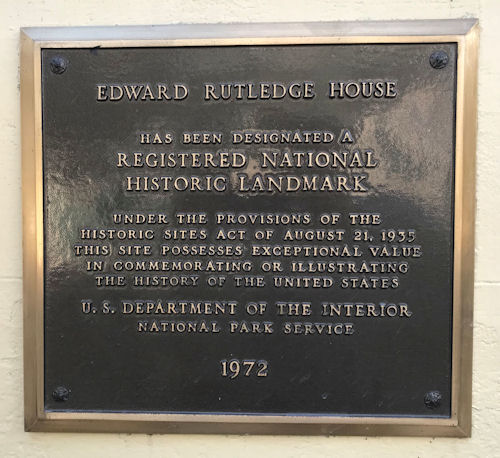 EDWARD RUTLEDGE HOUSE
HAS BEEN DESIGNATED A
REGISTERED NATIONAL
HISTORIC LANDMARK
UNDER THE PROVISIONS OF THE
HISTORIC SITES ACT OF AUGUST 21, 1935
THIS SITE POSSESSES EXCEPTIONAL VALUE
IN COMMEMORATING OR ILLUSTRATING
THE HISTORY OF THE UNITED STATES
U. S. DEPARTMENT OF THE INTERIOR
NATIONAL PARK SERVICE
1972